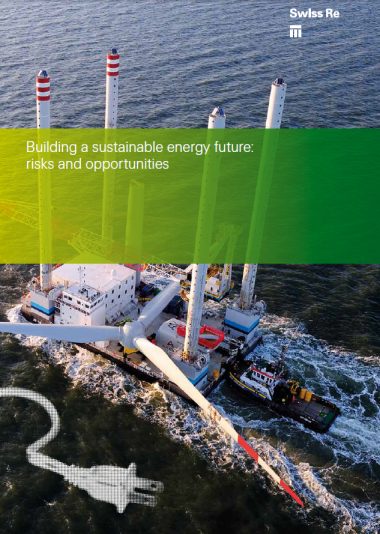 Swiss Re
Building a sustainable energy future:
risks and opportunities